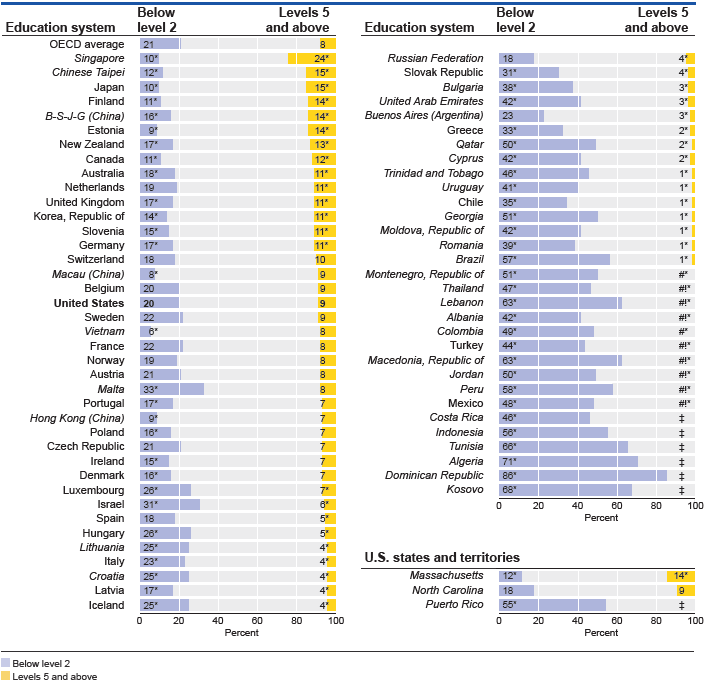 Education system Below level 2 Levels 5 and above
OECD average 21 8
Singapore 10* 24*
Chinese Taipei 12* 15*
Japan 10* 15*
Finland 11* 14*
B-S-J-G (China) 16* 14*
Estonia 9* 14*
New Zealand 17* 13*
Canada 11* 12*
Australia 18* 11*
Netherlands 19 11*
United Kingdom 17* 11*
Korea, Republic of 14* 11*
Slovenia 15* 11*
Germany 17* 11*
Switzerland 18 10
Macau (China) 8* 9
Belgium 20 9
United States 20 9
Sweden 22 9
Vietnam 6* 8
France 22 8
Norway 19 8
Austria 21 8
Malta 33* 8
Portugal 17* 7
Hong Kong (China) 9* 7
Poland 16* 7
Czech Republic 21 7
Ireland 15* 7
Denmark 16* 7
Luxembourg 26* 7*
Israel 31* 6*
Spain 18 5*
Hungary 26* 5*
Lithuania 25* 4*
Italy 23* 4*
Croatia 25* 4*
Latvia 17* 4*
Iceland 25* 4*
0 20 40 60 80 100
Percent
Education system Below level 2 Levels 5 and above
Russian Federation 18 4*
Slovak Republic 31* 4*
Bulgaria 38* 3*
United Arab Emirates 42* 3*
Buenos Aires (Argentina) 23 3*
Greece 33* 2*
Qatar 50* 2*
Cyprus 42* 2*
Trinidad and Tobago 46* 1*
Uruguay 41* 1*
Chile 35* 1*
Georgia 51* 1*
Moldova, Republic of 42* 1*
Romania 39* 1*
Brazil 57* 1*
Montenegro, Republic of 51* #*
Thailand 47* #!*
Lebanon 63* #!*
Albania 42* #!*
Colombia 49* #*
Turkey 44* #!*
Macedonia, Republic of 63* #!*
Jordan 50* #!*
Peru 58* #!*
Mexico 48* #!*
Costa Rica 46* ‡
Indonesia 56* ‡
Tunisia 66* ‡
Algeria 71* ‡
Dominican Republic 86* ‡
Kosovo 68* ‡
0 20 40 60 80 100
Percent
U.S. states and territories
Massachusetts 12* 14*
North Carolina 18 9
Puerto Rico 55* ‡
0 20 40 60 80 100
Percent
Below level 2
Levels 5 and above